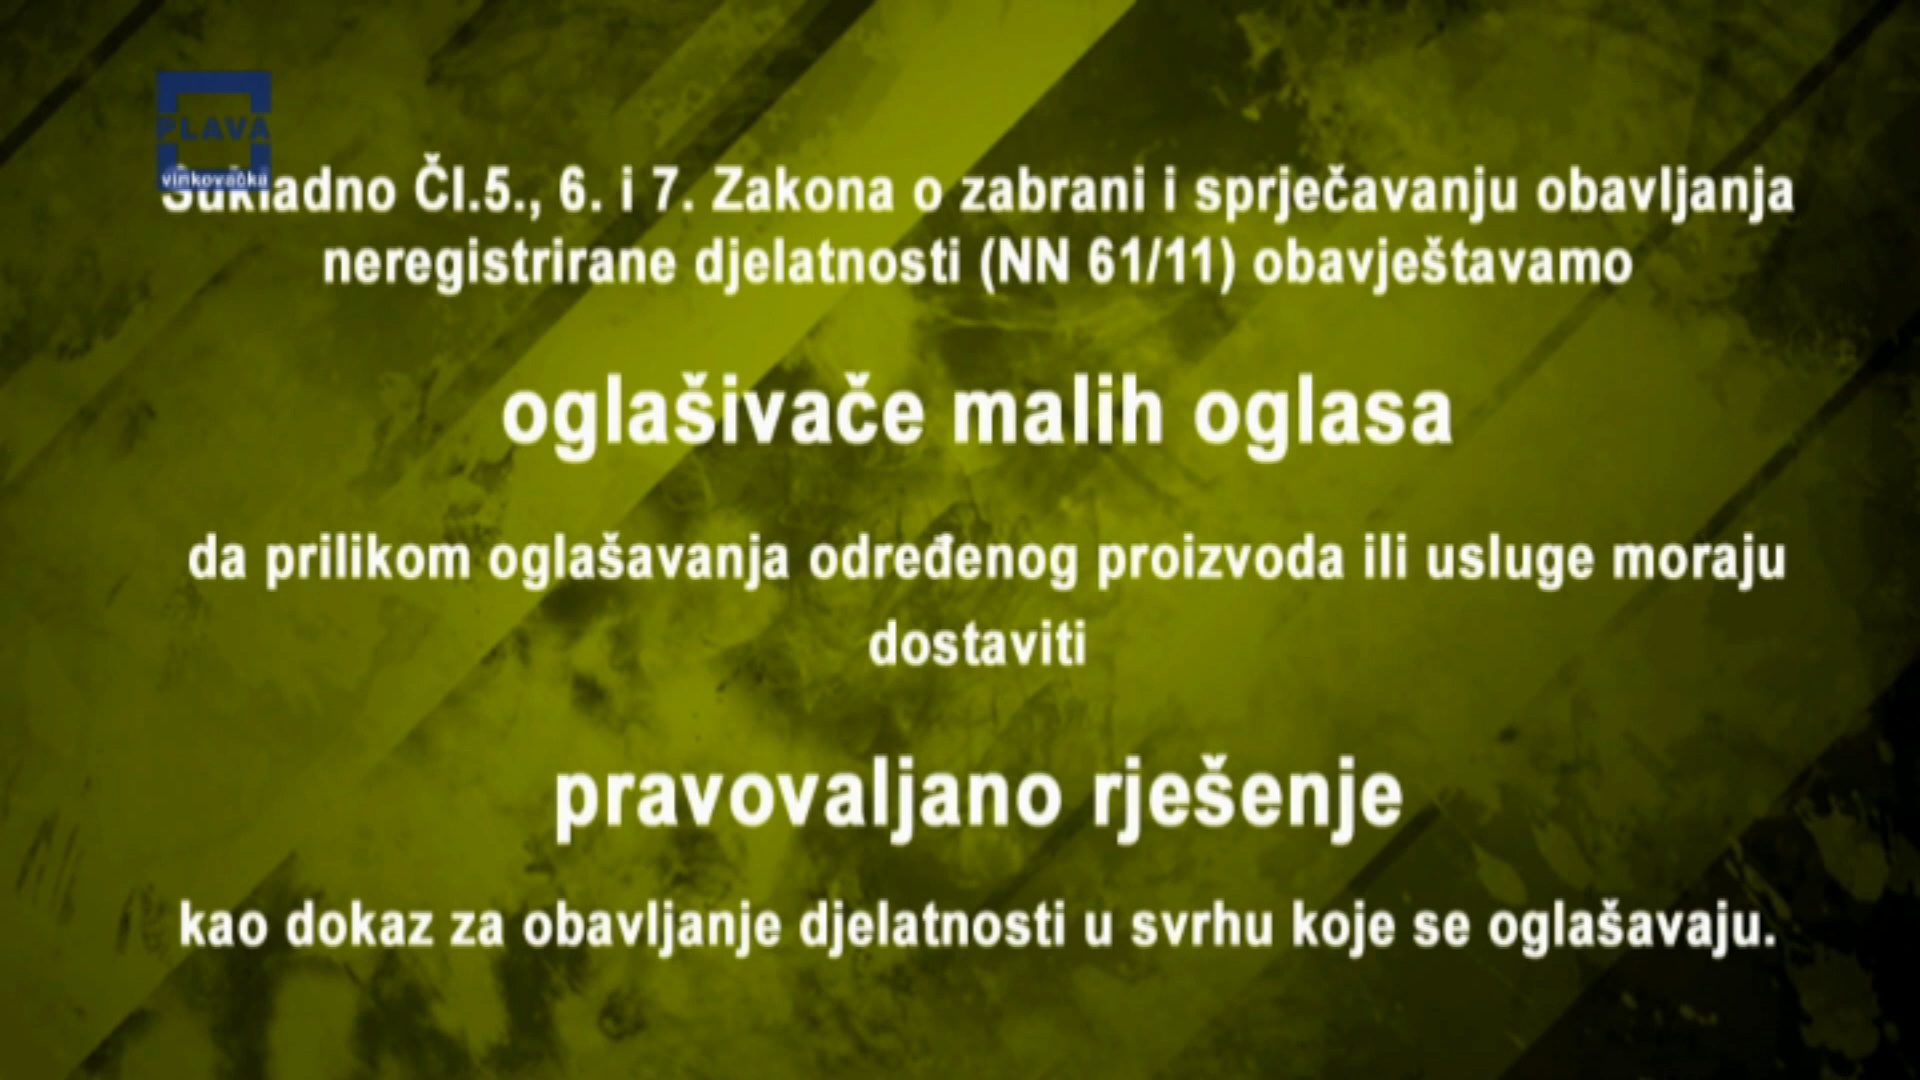 PLAVA
vinkovačka
Sukladno Čl.5., 6. i 7. Zakona o zabrani i sprječavanju obavljanja
neregistrirane djelatnosti (NN 61/11) obavještavamo
oglašivače malih oglasa
da prilikom oglašavanja određenog proizvoda ili usluge moraju
dostaviti
pravovaljano rješenje
kao dokaz za obavljanje djelatnosti u svrhu koje se oglašavaju.